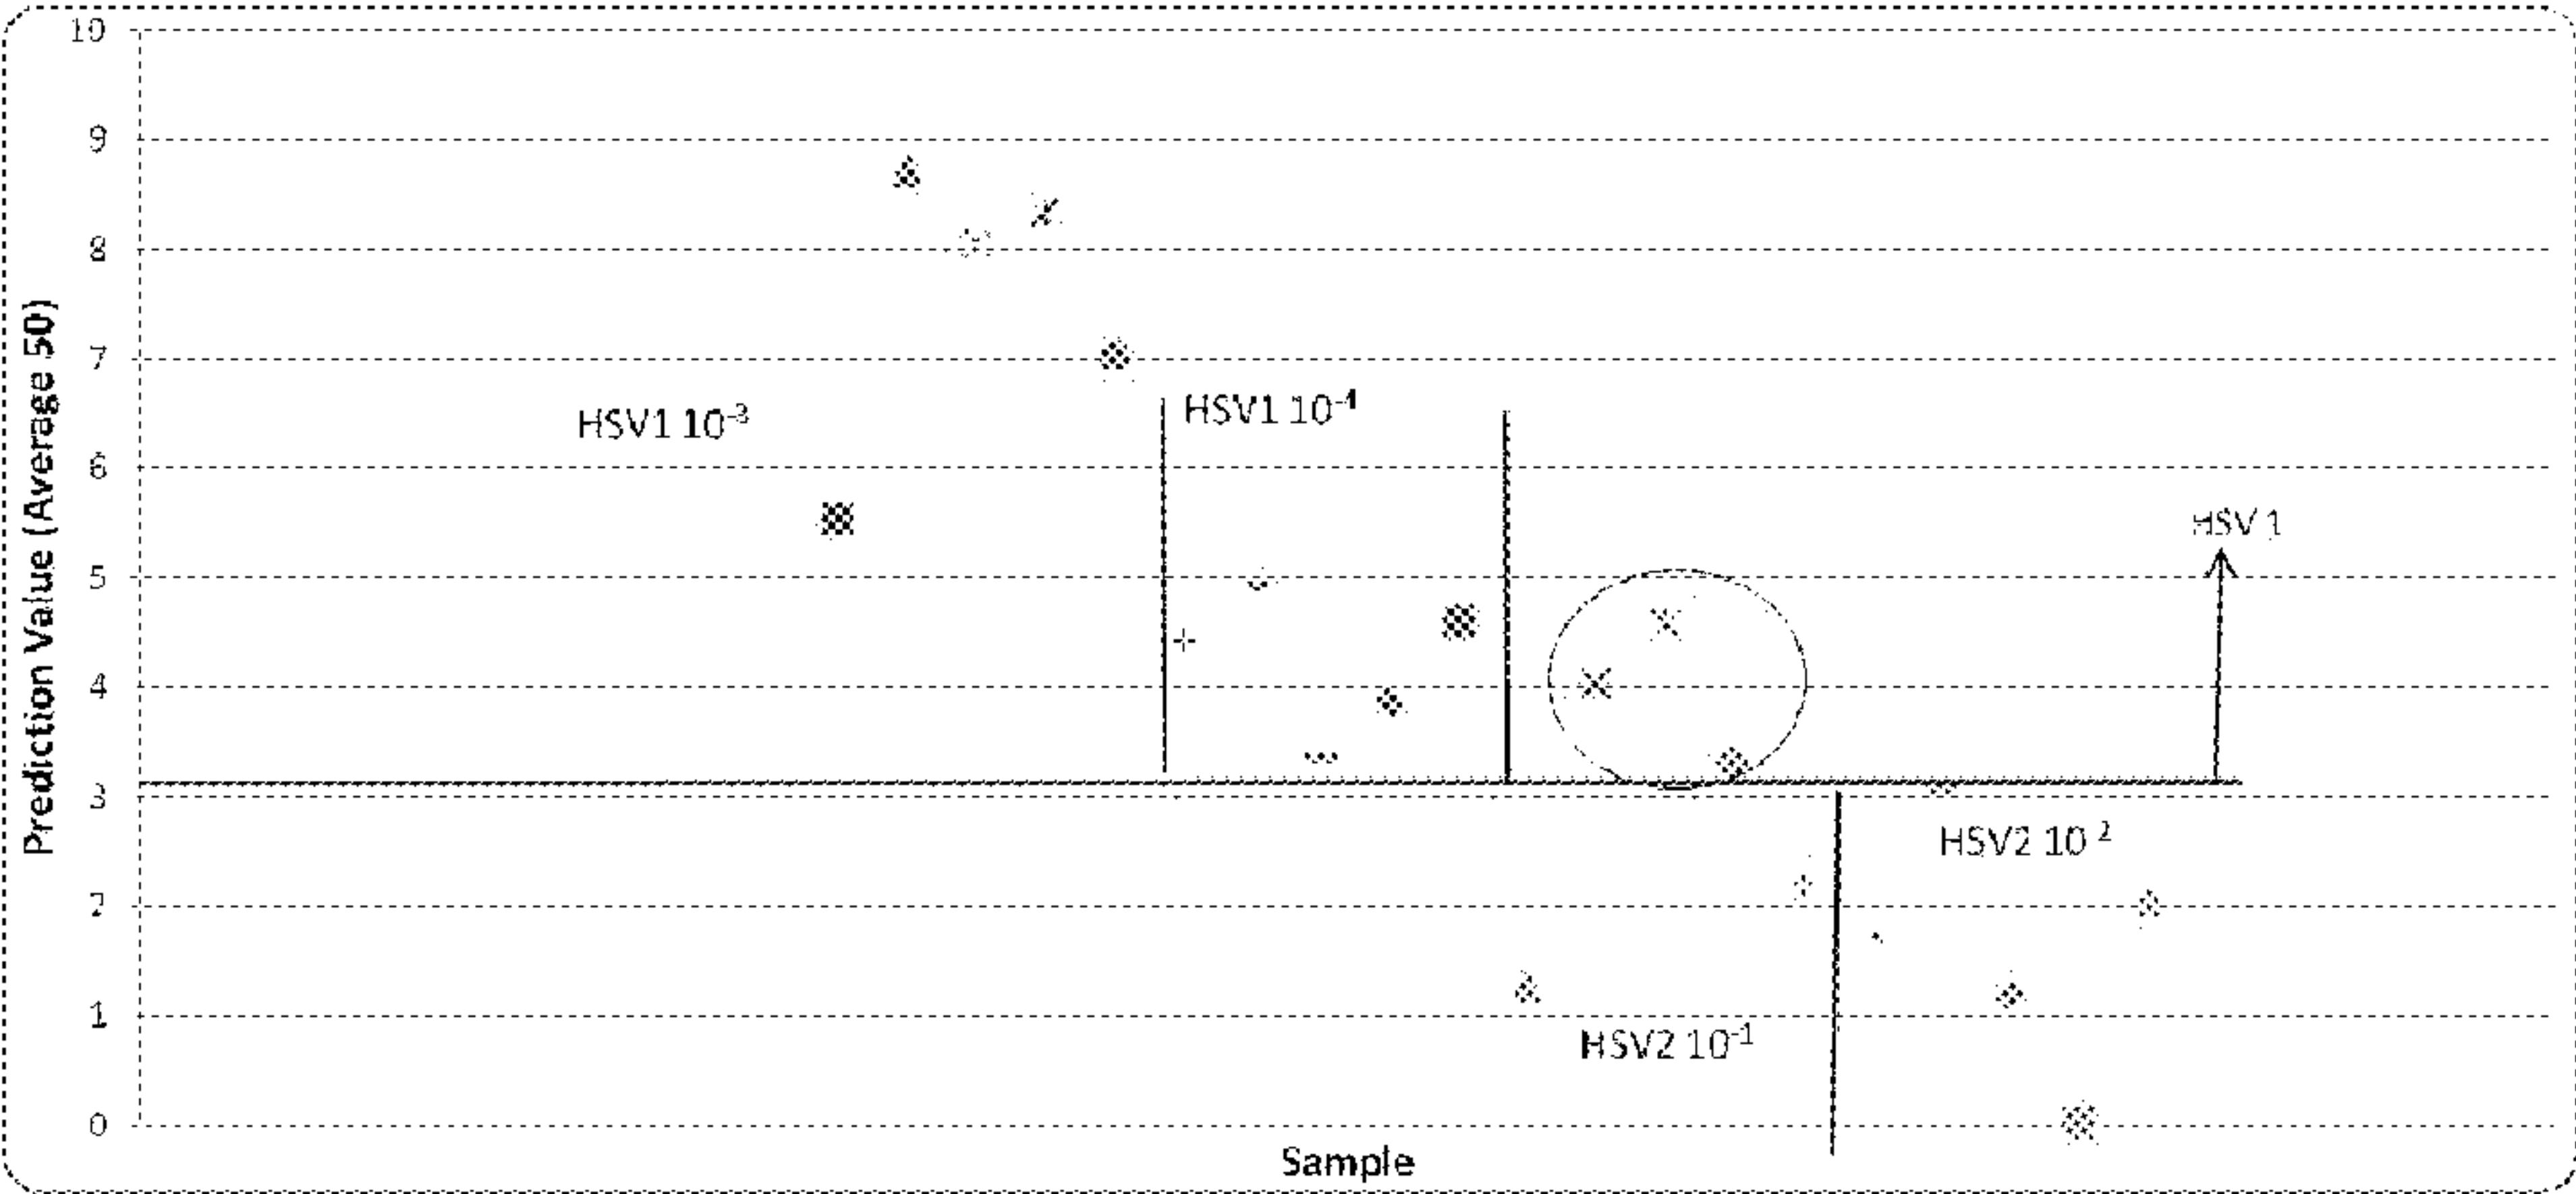 10
9
8
7
6
5
4
3
2
1
0
Prediction Value (Average 50)
HSV1 10⁻³
HSV1 10⁻⁴
HSV 1
HSV2 10 ²
HSV2 10⁻¹
Sample